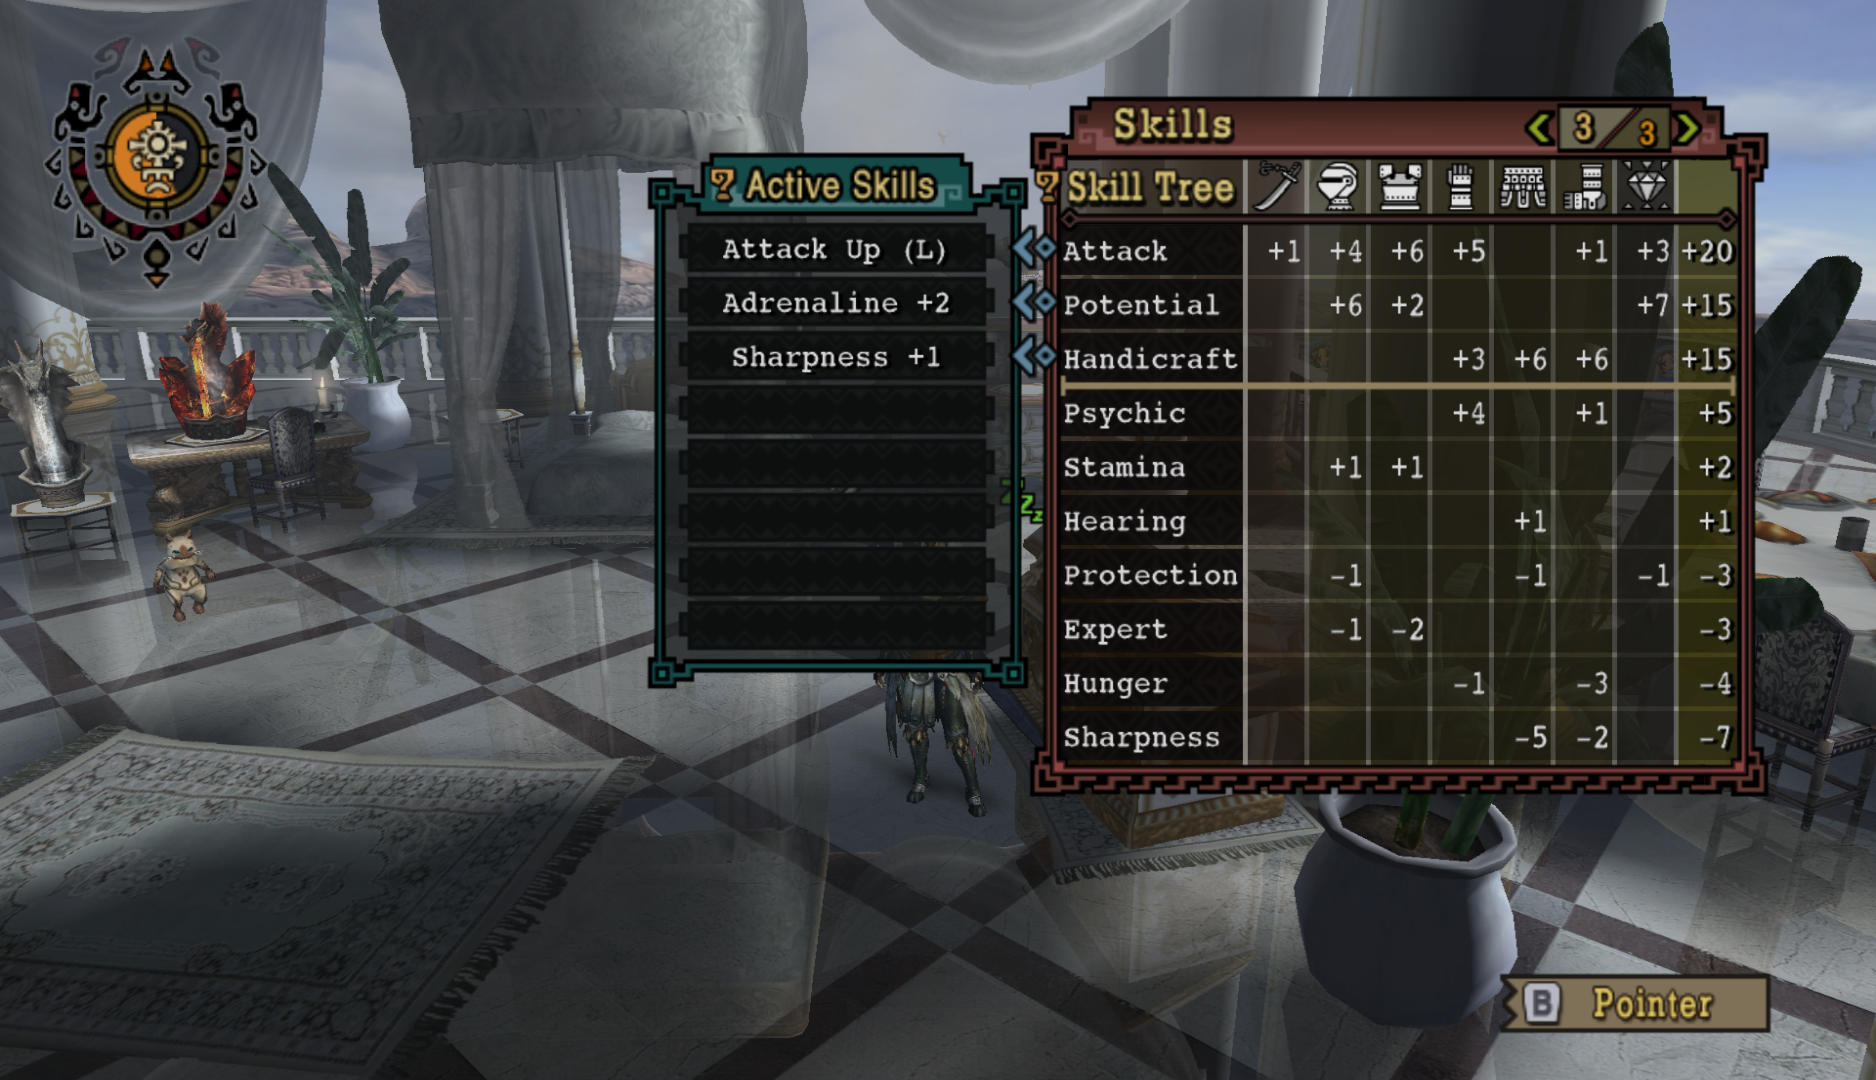 Skills
3 / 3
? Active Skills
Attack Up (L)
Adrenaline +2
Sharpness +1
? Skill Tree
Attack +1 +4 +6 +5 +1 +3 +20
Potential +6 +2 +7 +15
Handicraft +3 +6 +6 +15
Psychic +4 +1 +5
Stamina +1 +1 +2
Hearing +1 +1
Protection -1 -1 -1 -3
Expert -1 -2 -3
Hunger -1 -3 -4
Sharpness -5 -2 -7
zzz
B Pointer